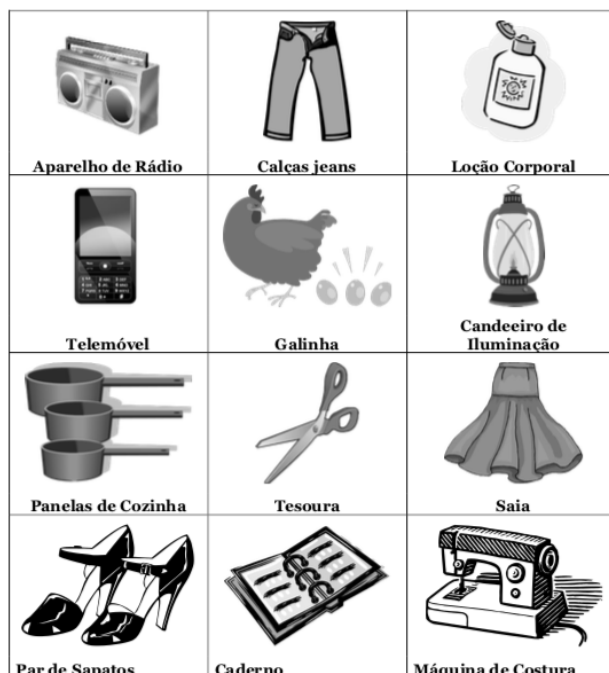 Aparelho de Rádio
Calças jeans
Loção Corporal
Telemóvel
Galinha
Candeeiro de
Iluminação
Panelas de Cozinha
Tesoura
Saia
Par de Sapatos
Caderno
Máquina de Costura